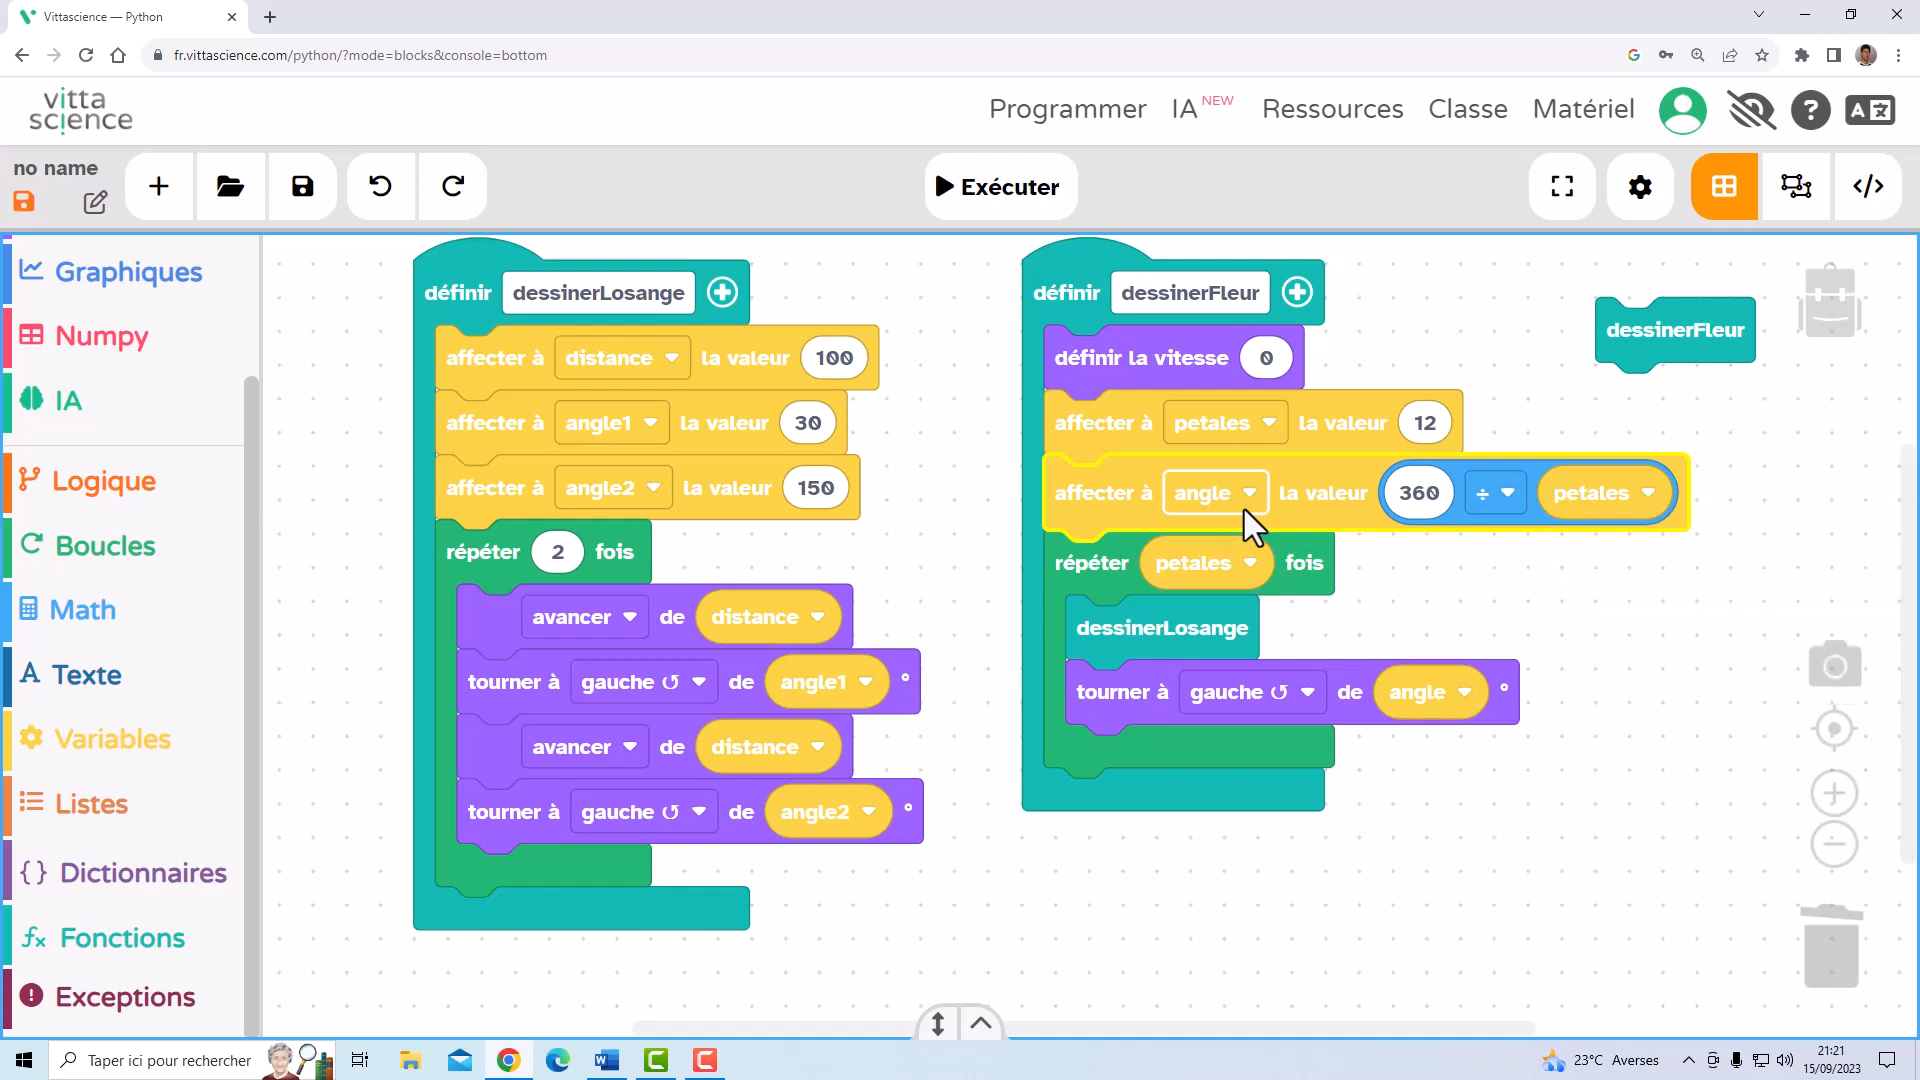 Vittascience — Python
fr.vittascience.com/python/?mode=blocks&console=bottom
vitta
science
Programmer IA NEW Ressources Classe Matériel
no name
Exécuter
Graphiques
Numpy
IA
Logique
Boucles
Math
Texte
Variables
Listes
Dictionnaires
Fonctions
Exceptions
définir dessinerLosange
affecter à distance la valeur 100
affecter à angle1 la valeur 30
affecter à angle2 la valeur 150
répéter 2 fois
avancer de distance
tourner à gauche ↺ de angle1 °
avancer de distance
tourner à gauche ↺ de angle2 °
définir dessinerFleur
définir la vitesse 0
affecter à petales la valeur 12
affecter à angle la valeur 360 ÷ petales
répéter petales fois
dessinerLosange
tourner à gauche ↺ de angle °
dessinerFleur
Taper ici pour rechercher
23°C Averses
21:21
15/09/2023